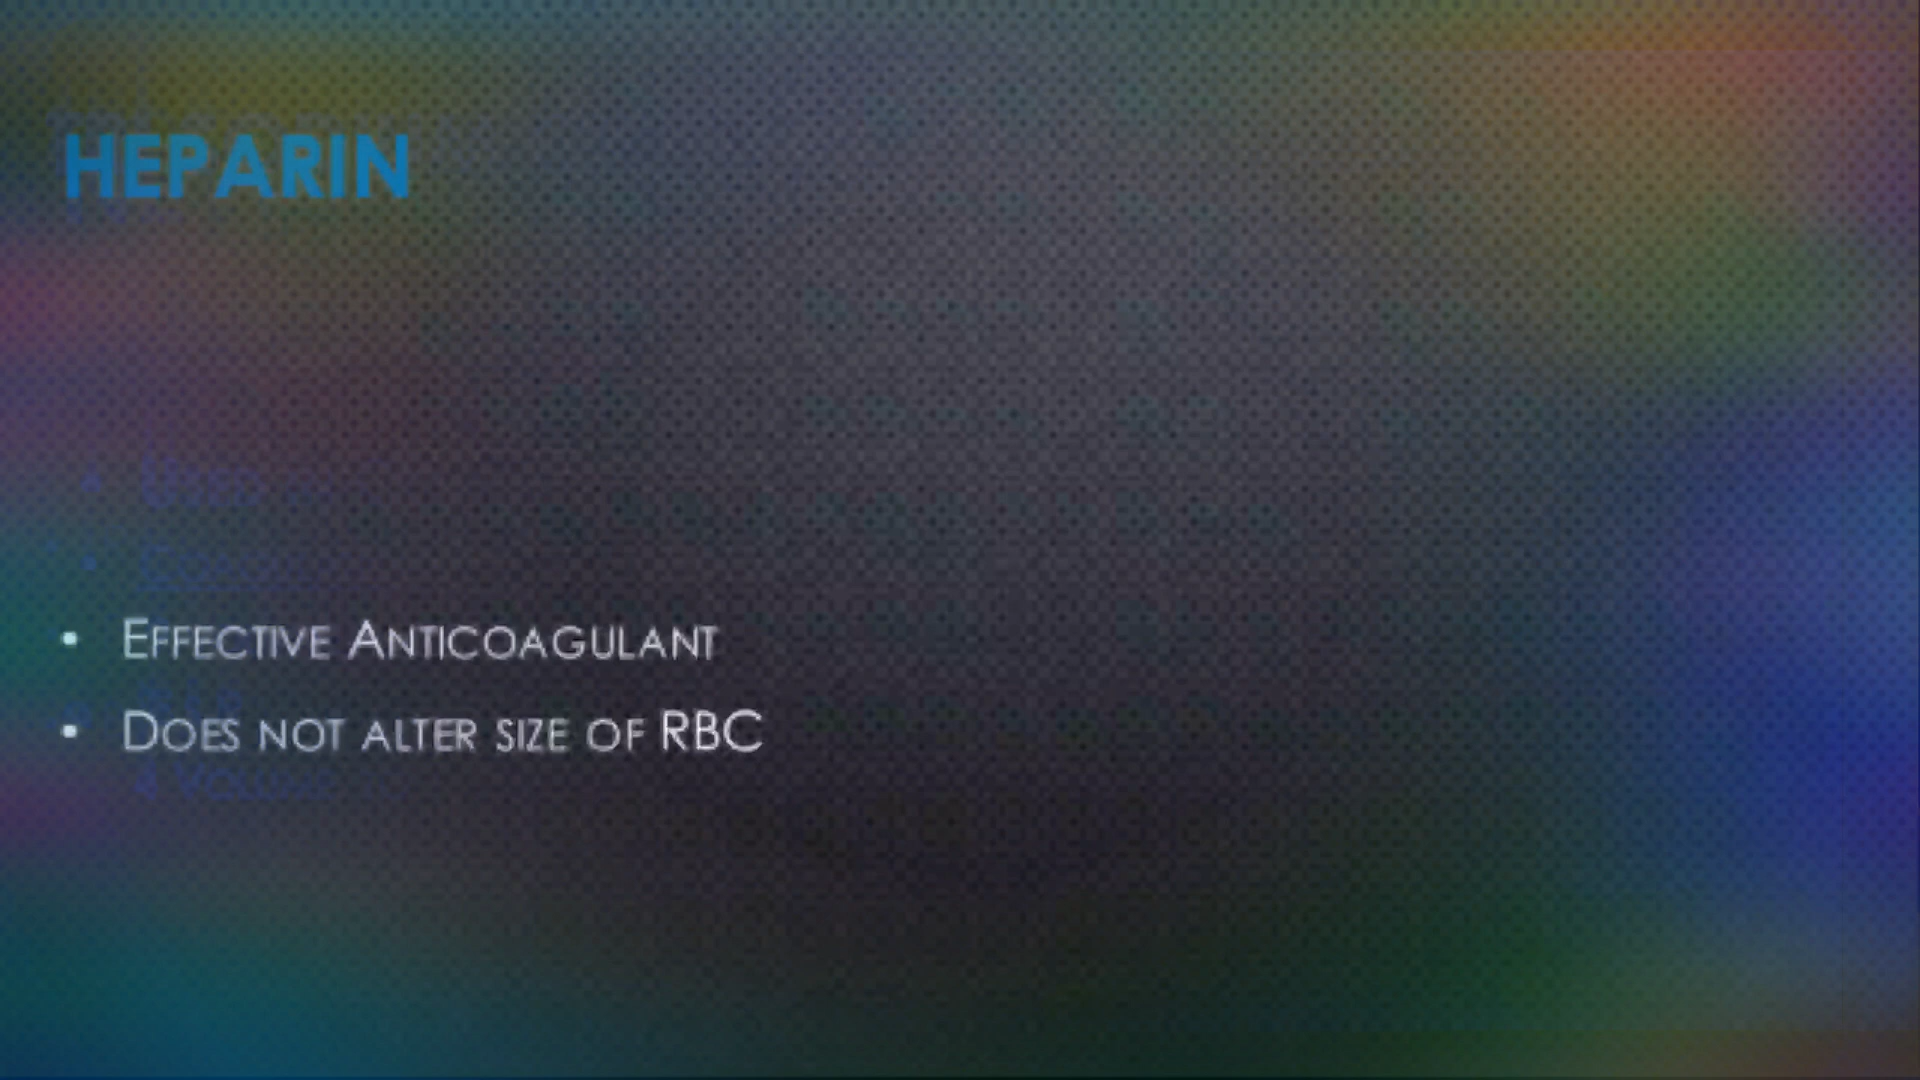 HEPARIN
• Effective Anticoagulant
• Does not alter size of RBC